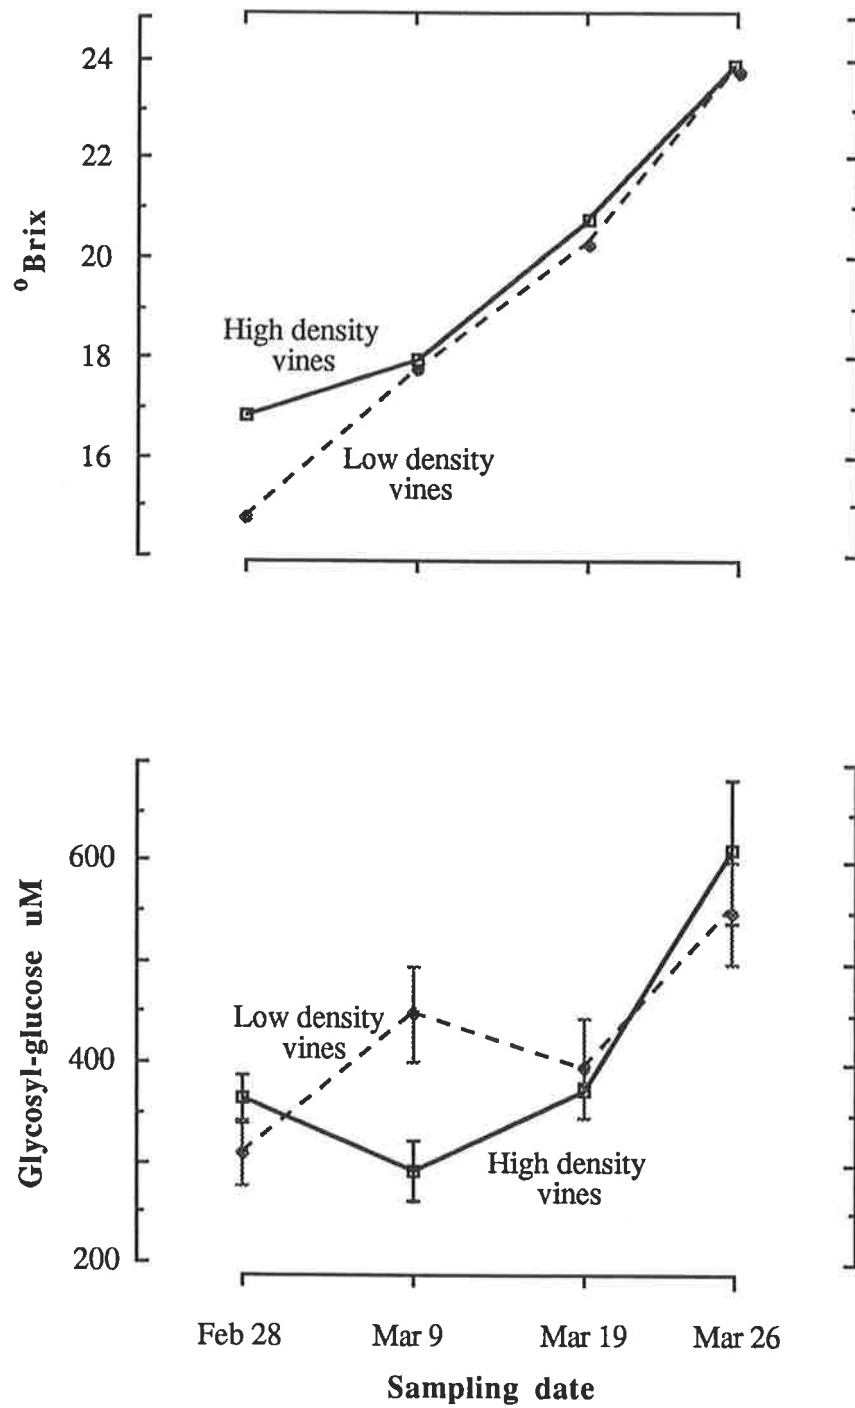 24
22
20
18
16
°Brix
High density
vines
Low density
vines
600
400
200
Glycosyl-glucose uM
Low density
vines
High density
vines
Feb 28
Mar 9
Mar 19
Mar 26
Sampling date